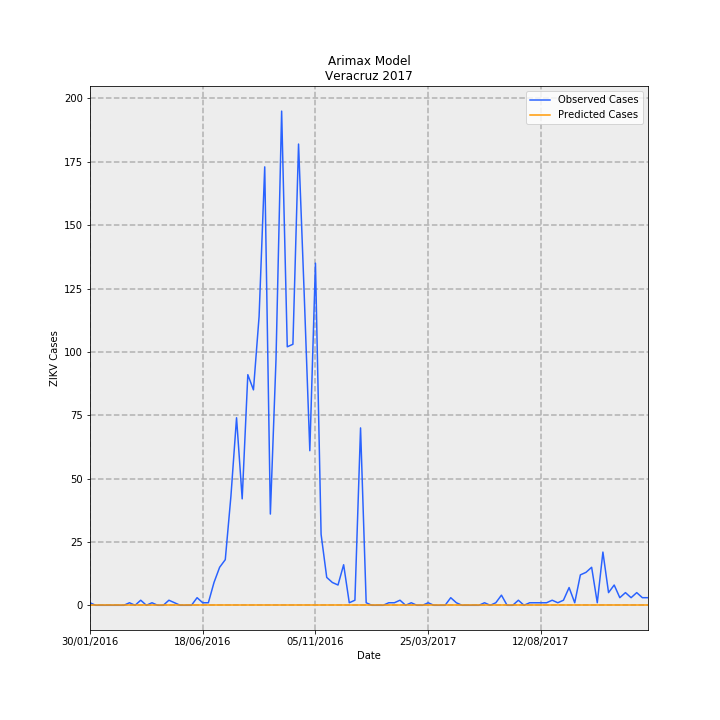 Arimax Model
Veracruz 2017
Observed Cases
Predicted Cases
200
175
150
125
100
75
50
25
0
ZIKV Cases
30/01/2016
18/06/2016
05/11/2016
25/03/2017
12/08/2017
Date